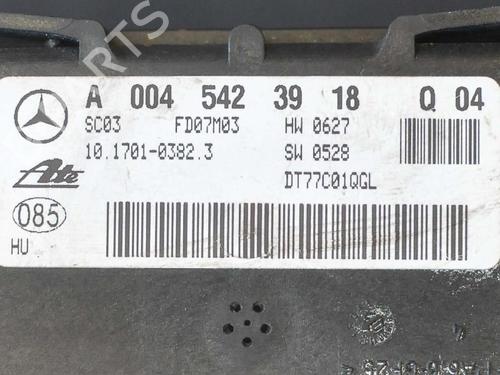 PARTS
A 004 542 39 18 Q 04
SC03 FD07M03 HW 0627
10.1701-0382.3 SW 0528
Ate DT77C01QGL
085
HU